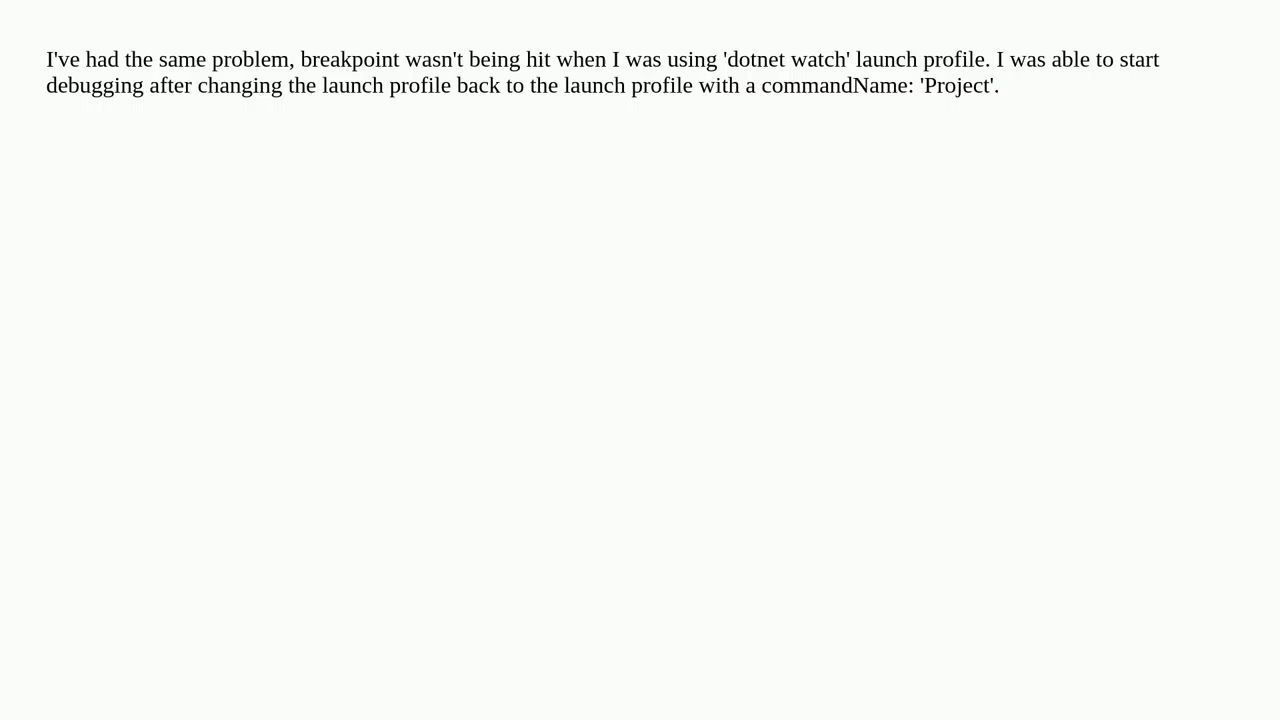 I've had the same problem, breakpoint wasn't being hit when I was using 'dotnet watch' launch profile. I was able to start
debugging after changing the launch profile back to the launch profile with a commandName: 'Project'.